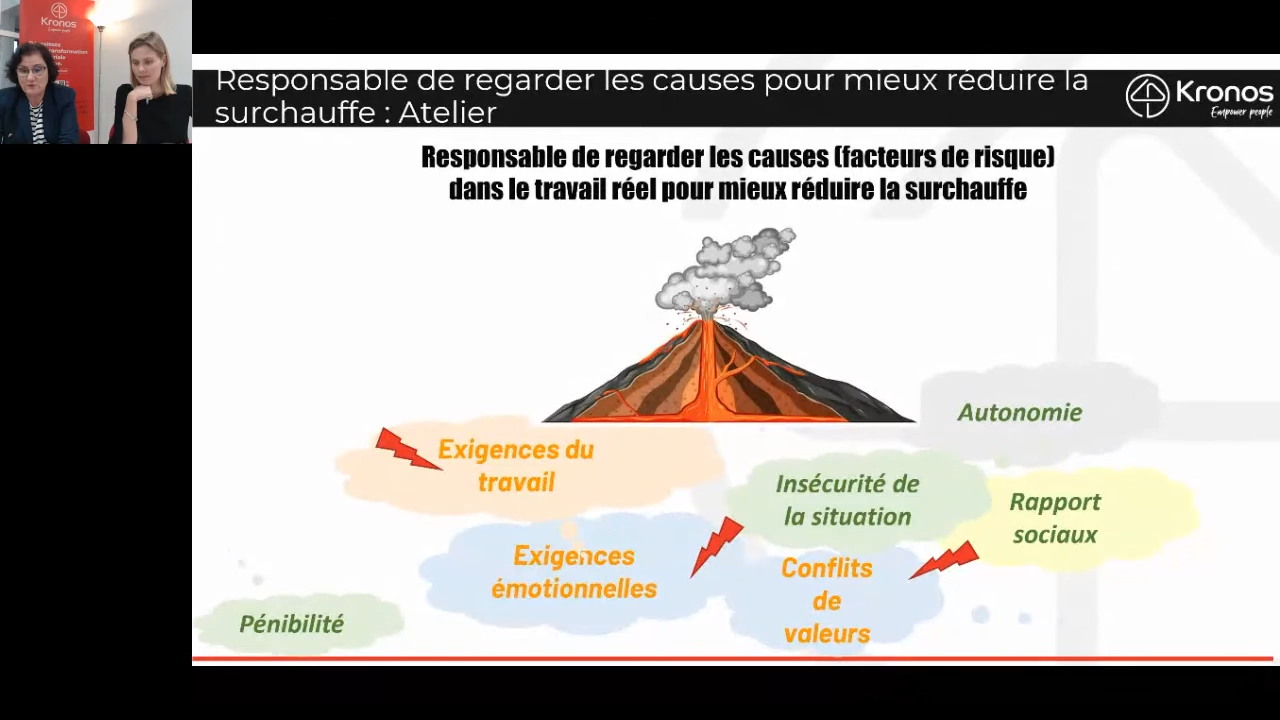 Kronos
Empower people
Responsable de regarder les causes pour mieux réduire la
surchauffe : Atelier
Kronos
Empower people
Responsable de regarder les causes (facteurs de risque)
dans le travail réel pour mieux réduire la surchauffe
Autonomie
Exigences du
travail
Insécurité de
la situation
Rapport
sociaux
Exigences
émotionnelles
Conflits
de
valeurs
Pénibilité